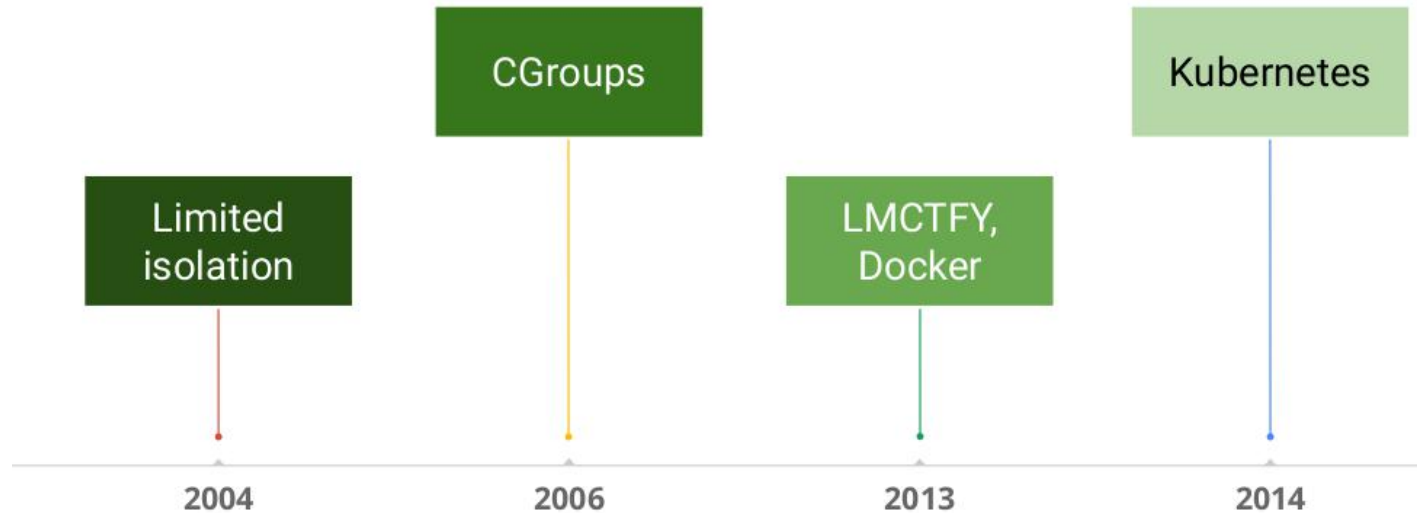 CGroups
Kubernetes
Limited
isolation
LMCTFY,
Docker
2004
2006
2013
2014